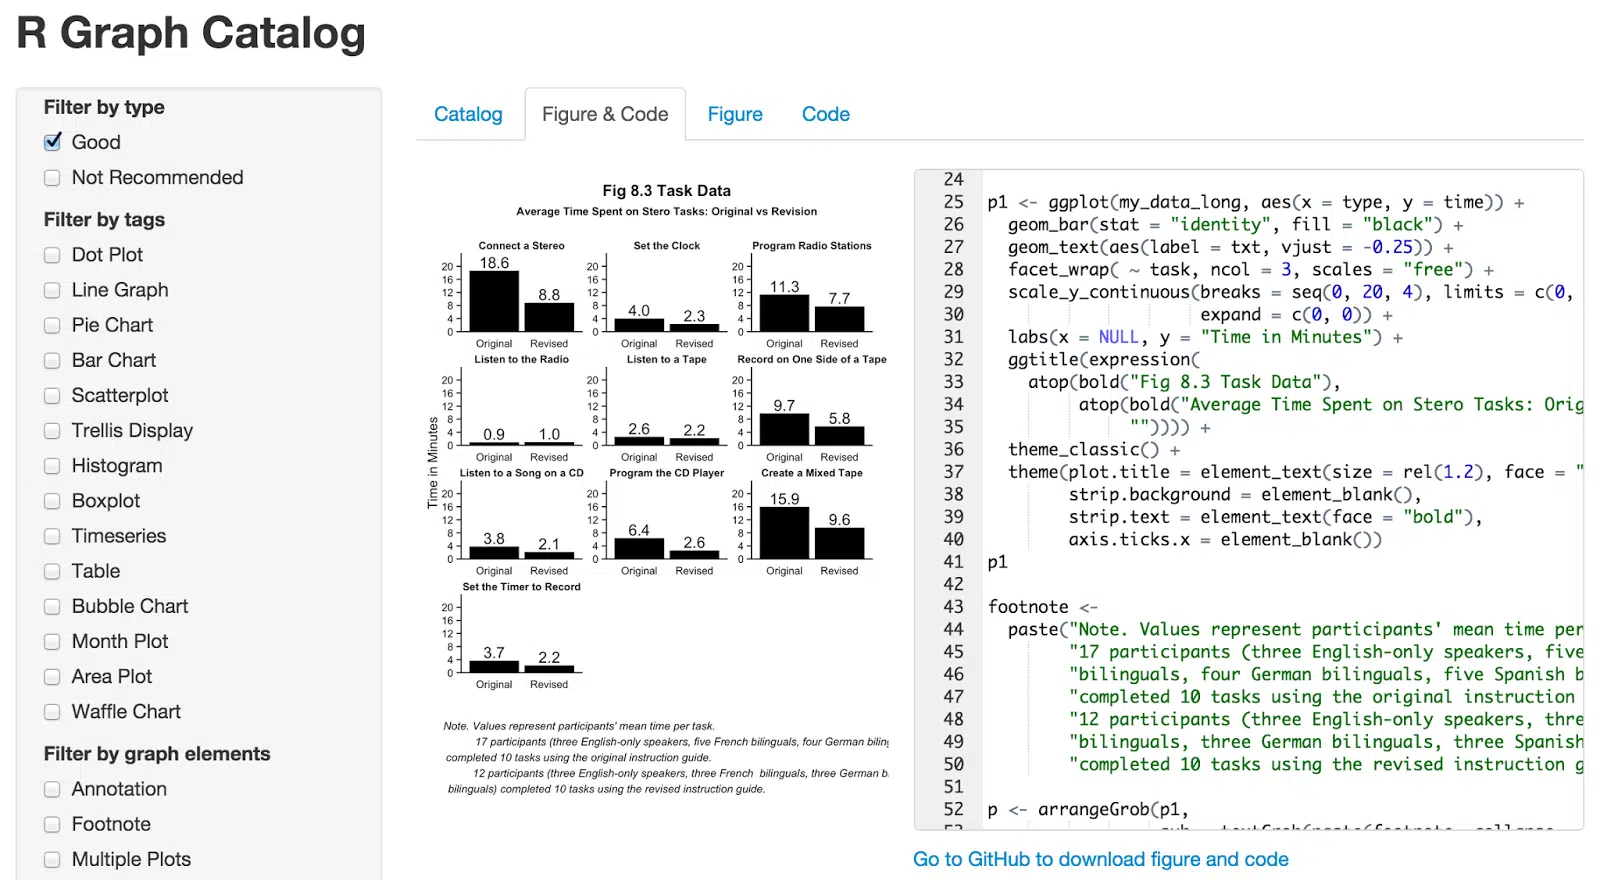 R Graph Catalog
Filter by type
Good
Not Recommended
Filter by tags
Dot Plot
Line Graph
Pie Chart
Bar Chart
Scatterplot
Trellis Display
Histogram
Boxplot
Timeseries
Table
Bubble Chart
Month Plot
Area Plot
Waffle Chart
Filter by graph elements
Annotation
Footnote
Multiple Plots
Catalog Figure & Code Figure Code
Fig 8.3 Task Data
Average Time Spent on Stero Tasks: Original vs Revision
Time in Minutes
Connect a Stereo Set the Clock Program Radio Stations
20 16 12 8 4 0 18.6 8.8 20 16 12 8 4 0 4.0 2.3 20 16 12 8 4 0 11.3 7.7
Original Revised Original Revised Original Revised
Listen to the Radio Listen to a Tape Record on One Side of a Tape
20 16 12 8 4 0 0.9 1.0 20 16 12 8 4 0 2.6 2.2 20 16 12 8 4 0 9.7 5.8
Original Revised Original Revised Original Revised
Listen to a Song on a CD Program the CD Player Create a Mixed Tape
20 16 12 8 4 0 3.8 2.1 20 16 12 8 4 0 6.4 2.6 20 16 12 8 4 0 15.9 9.6
Original Revised Original Revised Original Revised
Set the Timer to Record
20 16 12 8 4 0 3.7 2.2
Original Revised
Note. Values represent participants' mean time per task.
17 participants (three English-only speakers, five French bilinguals, four German
completed 10 tasks using the original instruction guide.
12 participants (three English-only speakers, three French bilinguals, three German b
bilinguals) completed 10 tasks using the revised instruction guide.
24
25 p1 <- ggplot(my_data_long, aes(x = type, y = time)) +
26 geom_bar(stat = "identity", fill = "black") +
27 geom_text(aes(label = txt, vjust = -0.25)) +
28 facet_wrap( ~ task, ncol = 3, scales = "free") +
29 scale_y_continuous(breaks = seq(0, 20, 4), limits = c(0,
30 expand = c(0, 0)) +
31 labs(x = NULL, y = "Time in Minutes") +
32 ggtitle(expression(
33 atop(bold("Fig 8.3 Task Data"),
34 atop(bold("Average Time Spent on Stero Tasks: Orig
35 "")))) +
36 theme_classic() +
37 theme(plot.title = element_text(size = rel(1.2), face = "
38 strip.background = element_blank(),
39 strip.text = element_text(face = "bold"),
40 axis.ticks.x = element_blank())
41 p1
42
43 footnote <-
44 paste("Note. Values represent participants' mean time per
45 "17 participants (three English-only speakers, five
46 "bilinguals, four German bilinguals, five Spanish b
47 "completed 10 tasks using the original instruction
48 "12 participants (three English-only speakers, thre
49 "bilinguals, three German bilinguals, three Spanish
50 "completed 10 tasks using the revised instruction g
51
52 p <- arrangeGrob(p1,
Go to GitHub to download figure and code